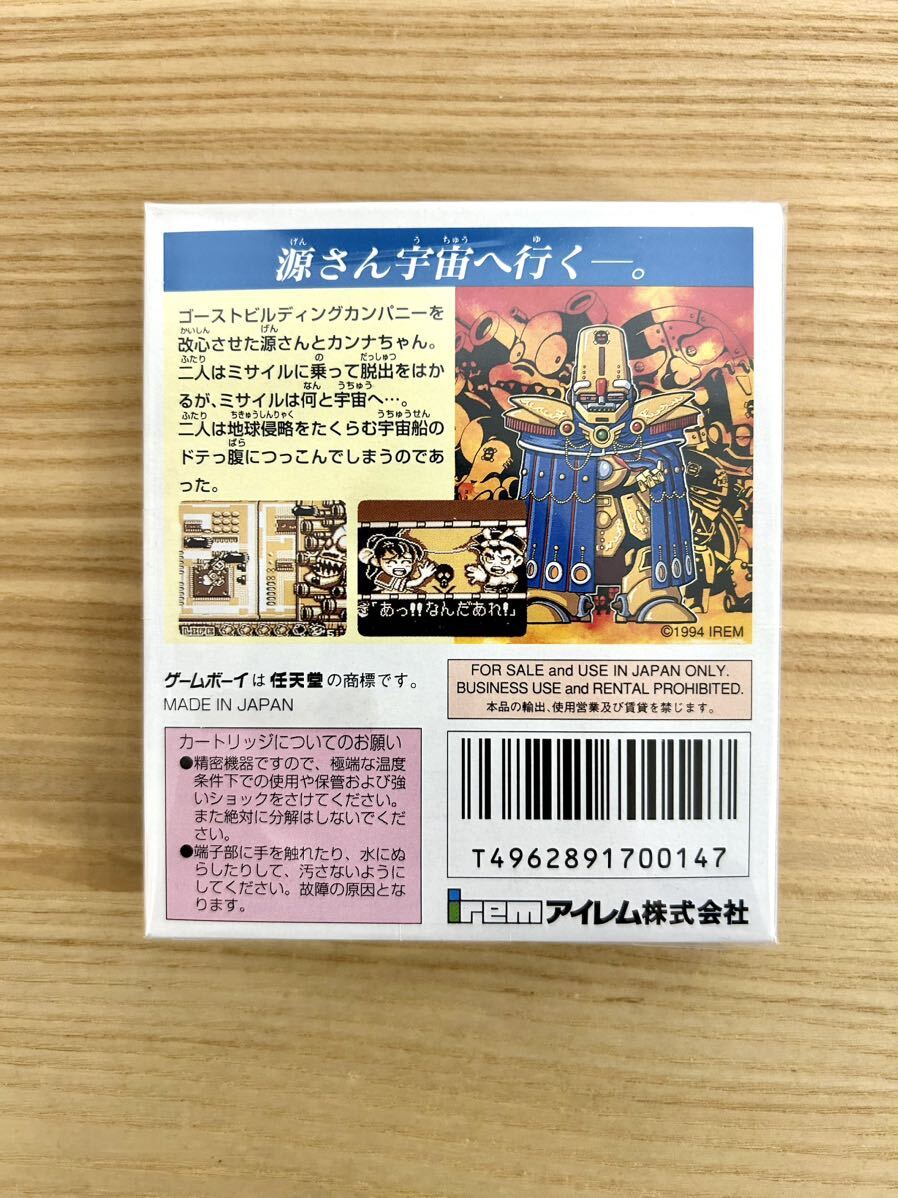 源さん宇宙へ行く―。
ゴーストビルディングカンパニーを
改心させた源さんとカンナちゃん。
二人はミサイルに乗って脱出をはか
るが、ミサイルは何と宇宙へ…。
二人は地球侵略をたくらむ宇宙船の
ドテっ腹につっこんでしまうのであ
った。
「あっ!!なんだあれ!」
©1994 IREM
ゲームボーイは任天堂の商標です。
MADE IN JAPAN
FOR SALE and USE IN JAPAN ONLY.
BUSINESS USE and RENTAL PROHIBITED.
本品の輸出、使用営業及び賃貸を禁じます。
カートリッジについてのお願い
●精密機器ですので、極端な温度
条件下での使用や保管および強
いショックをさけてください。
また絶対に分解はしないでくだ
さい。
●端子部に手を触れたり、水にぬ
らしたりして、汚さないように
してください。故障の原因とな
ります。
T4962891700147
irem アイレム株式会社